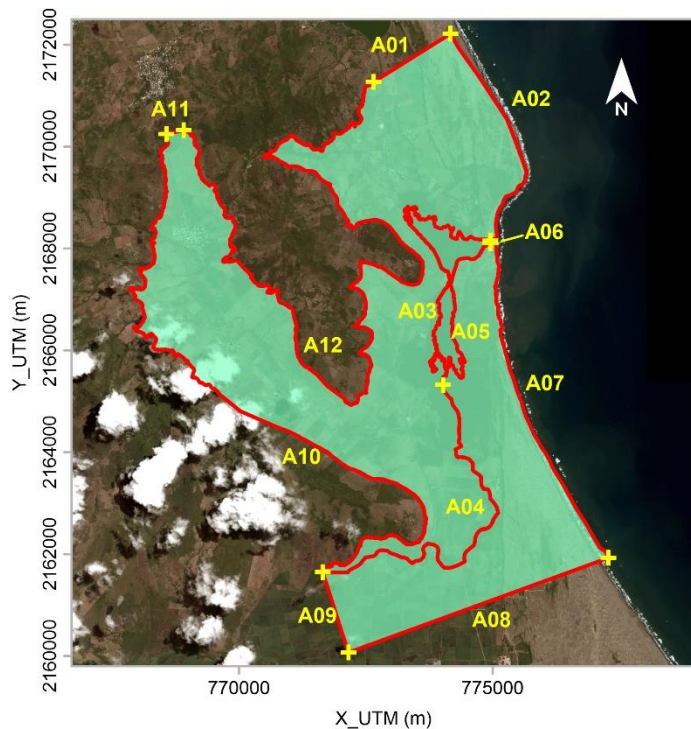 A01
A02
A11
N
A06
A03
A05
A12
A07
A10
A04
A09
A08
2172000
2170000
2168000
2166000
2164000
2162000
2160000
Y_UTM (m)
770000
775000
X_UTM (m)